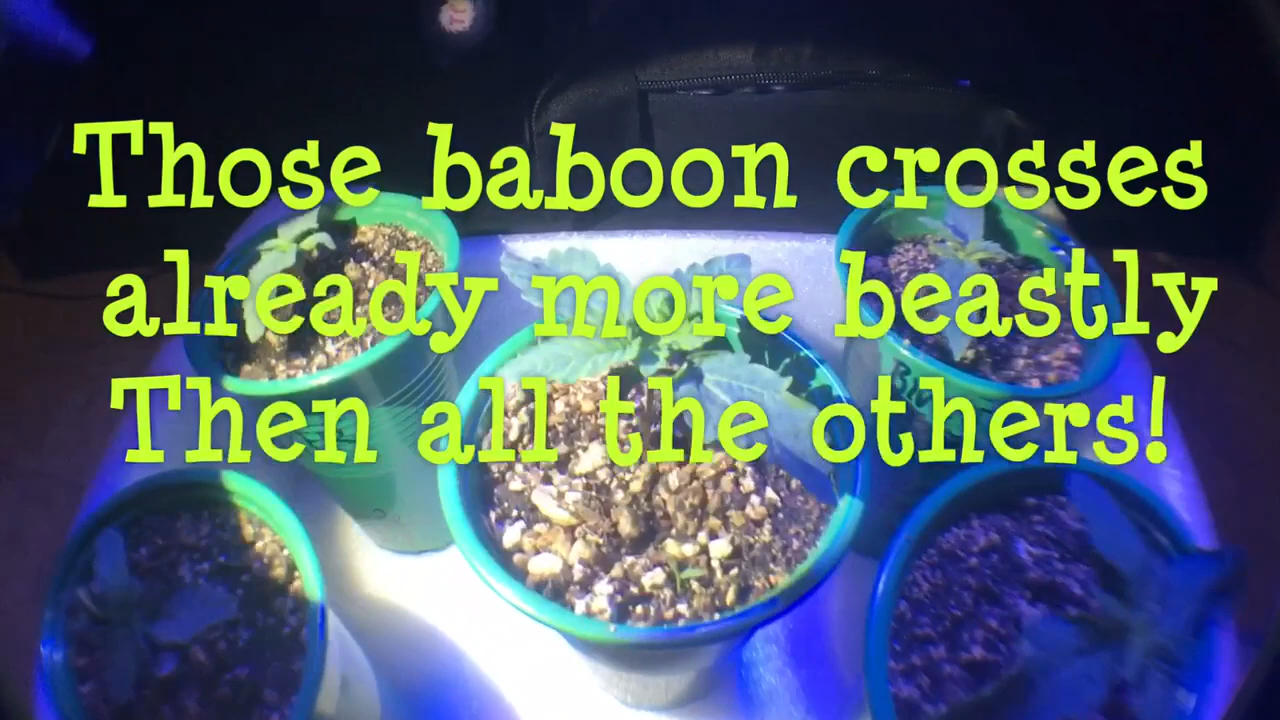 Those baboon crosses
already more beastly
Then all the others!